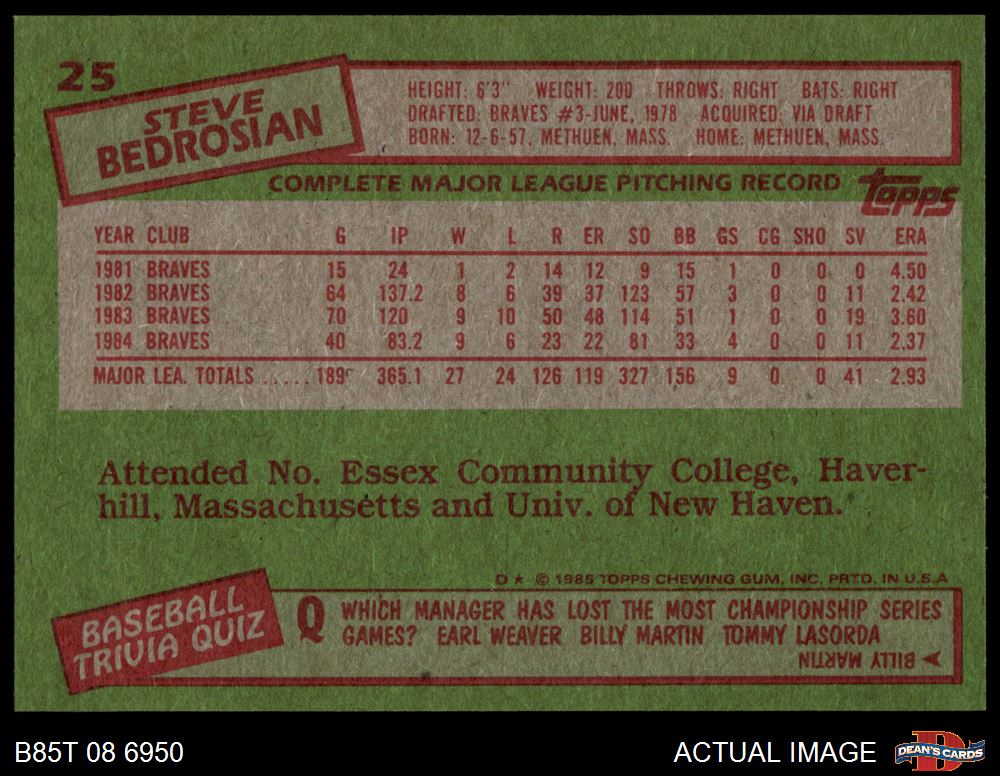 25
STEVE
BEDROSIAN
HEIGHT: 6'3" WEIGHT: 200 THROWS: RIGHT BATS: RIGHT
DRAFTED: BRAVES #3-JUNE, 1978 ACQUIRED: VIA DRAFT
BORN: 12-6-57, METHUEN, MASS. HOME: METHUEN, MASS.
COMPLETE MAJOR LEAGUE PITCHING RECORD
topps
YEAR CLUB G IP W L R ER SO BB GS CG SHO SV ERA
1981 BRAVES 15 24 1 2 14 12 9 15 1 0 0 0 4.50
1982 BRAVES 64 137.2 8 6 39 37 123 57 3 0 0 11 2.42
1983 BRAVES 70 120 9 10 50 48 114 51 1 0 0 19 3.60
1984 BRAVES 40 83.2 9 6 23 22 81 33 4 0 0 11 2.37
MAJOR LEA. TOTALS ...... 189 365.1 27 24 126 119 327 156 9 0 0 41 2.93
Attended No. Essex Community College, Haver-
hill, Massachusetts and Univ. of New Haven.
D ★ © 1985 TOPPS CHEWING GUM, INC. PRTD. IN U.S.A
BASEBALL
TRIVIA QUIZ
Q WHICH MANAGER HAS LOST THE MOST CHAMPIONSHIP SERIES
GAMES? EARL WEAVER BILLY MARTIN TOMMY LASORDA
BILLY MARTIN
B85T 08 6950
ACTUAL IMAGE
D
DEAN'S CARDS